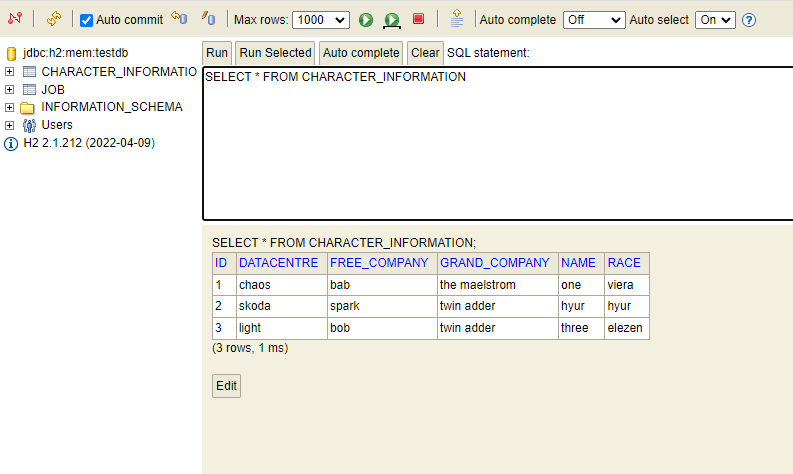 Auto commit Max rows: 1000 Auto complete Off Auto select On ?
jdbc:h2:mem:testdb
CHARACTER_INFORMATIO
JOB
INFORMATION_SCHEMA
Users
H2 2.1.212 (2022-04-09)
Run Run Selected Auto complete Clear SQL statement:
SELECT * FROM CHARACTER_INFORMATION
SELECT * FROM CHARACTER_INFORMATION;
ID DATACENTRE FREE_COMPANY GRAND_COMPANY NAME RACE
1 chaos bab the maelstrom one viera
2 skoda spark twin adder hyur hyur
3 light bob twin adder three elezen
(3 rows, 1 ms)
Edit